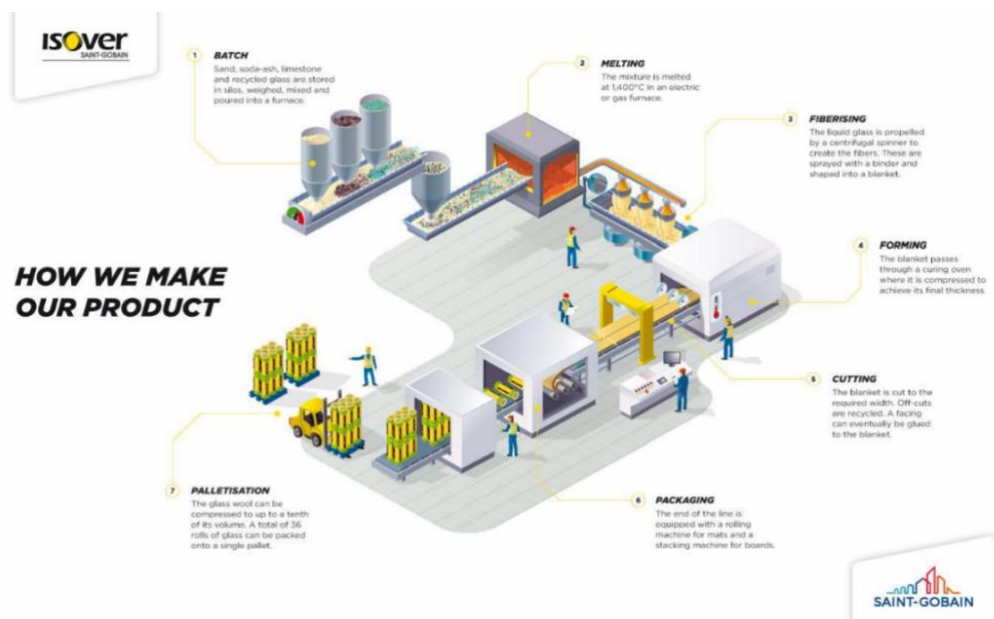 ISOVER
SAINT-GOBAIN
1
BATCH
Sand, soda-ash, limestone
and recycled glass are stored
in silos, weighed, mixed and
poured into a furnace.
2
MELTING
The mixture is melted
at 1,400°C in an electric
or gas furnace.
3
FIBERISING
The liquid glass is propelled
by a centrifugal spinner to
create the fibers. These are
sprayed with a binder and
shaped into a blanket.
4
FORMING
The blanket passes
through a curing oven
where it is compressed to
achieve its final thickness.
HOW WE MAKE
OUR PRODUCT
5
CUTTING
The blanket is cut to the
required width. Off-cuts
are recycled. A facing
can eventually be glued
to the blanket.
6
PACKAGING
The end of the line is
equipped with a rolling
machine for mats and a
stacking machine for boards.
7
PALLETISATION
The glass wool can be
compressed to up to a tenth
of its volume. A total of 36
rolls of glass can be packed
onto a single pallet.
SAINT-GOBAIN